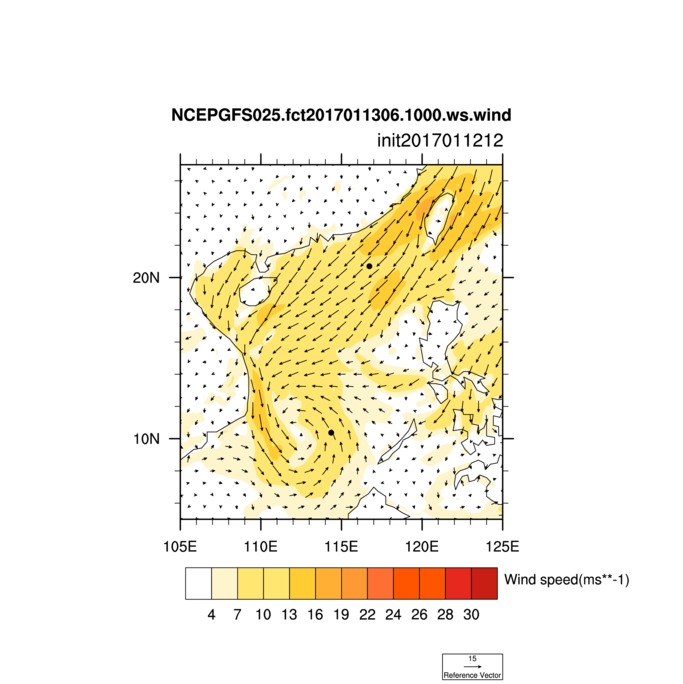 NCEPGFS025.fct2017011306.1000.ws.wind
init2017011212
20N
10N
105E 110E 115E 120E 125E
Wind speed(ms**-1)
4 7 10 13 16 19 22 24 26 28 30
15
Reference Vector